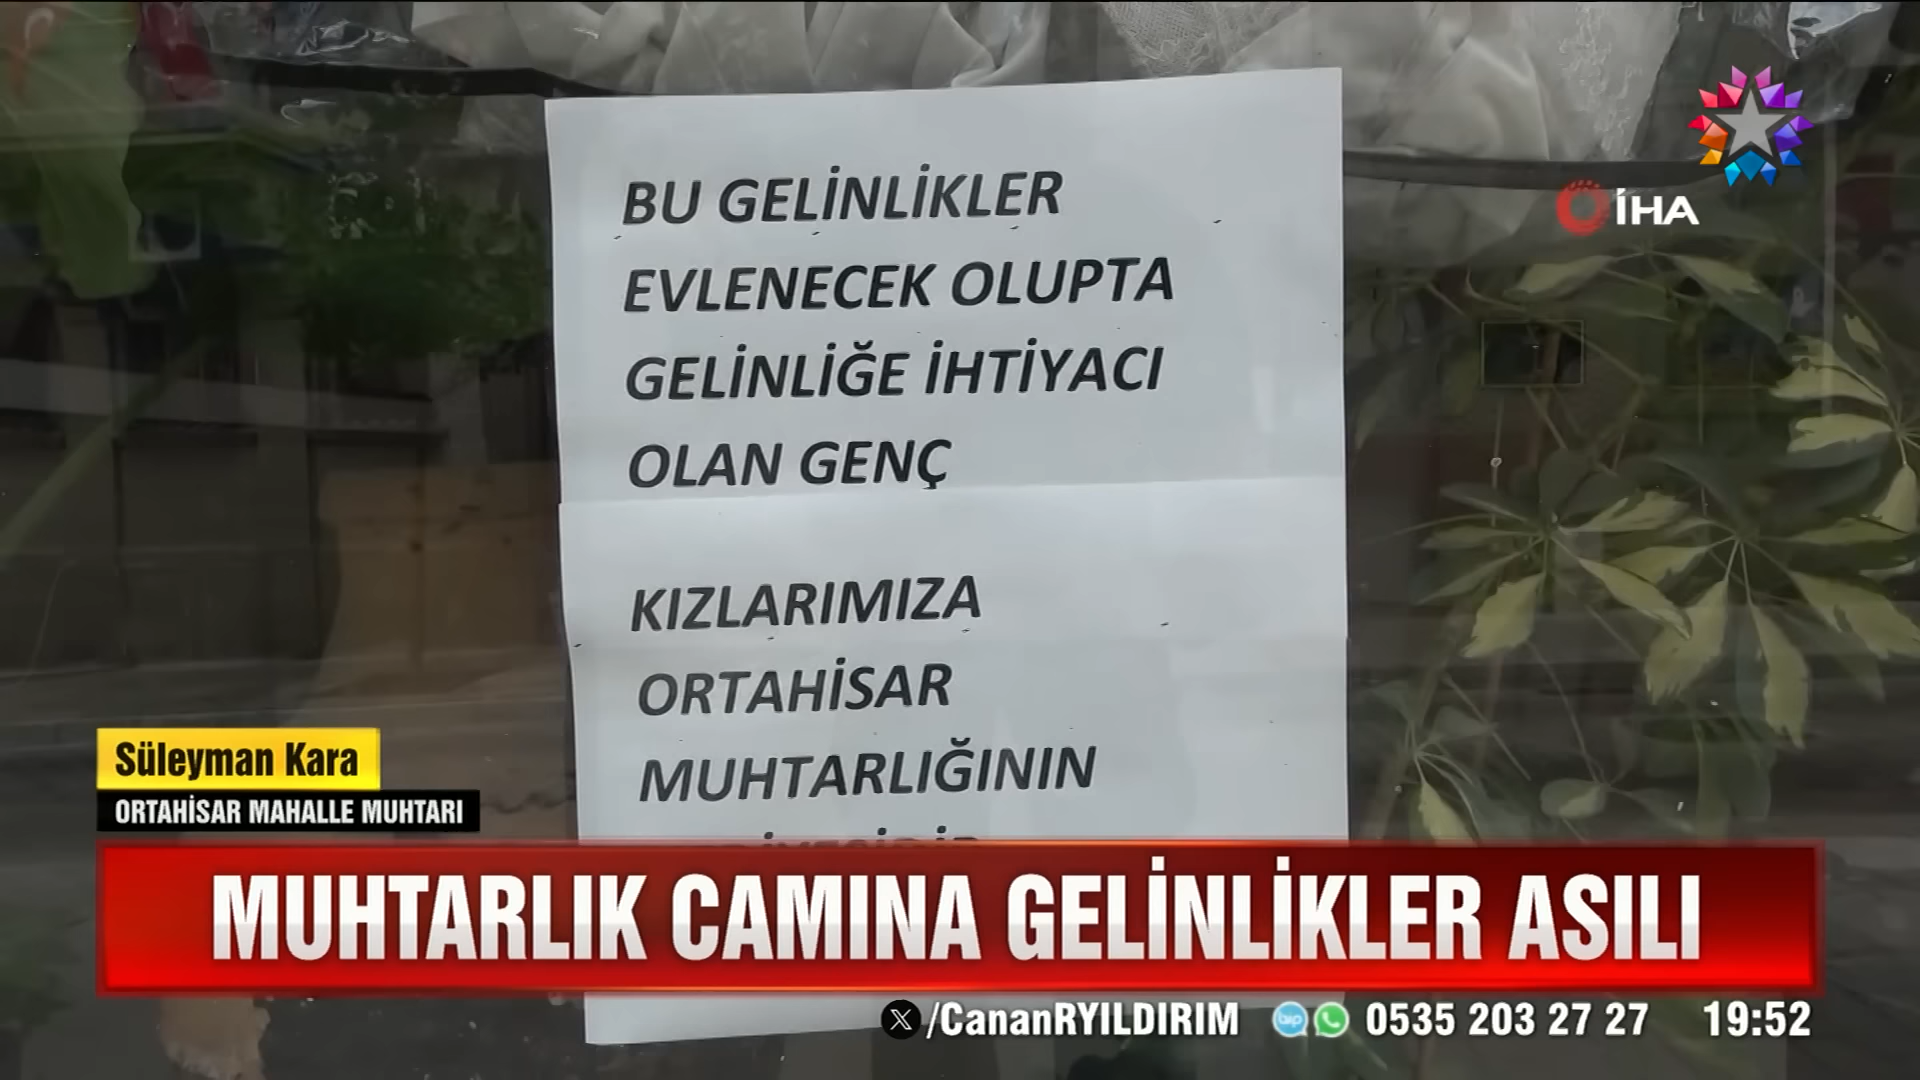 BU GELİNLİKLER
EVLENECEK OLUPTA
GELİNLİĞE İHTİYACI
OLAN GENÇ
KIZLARIMIZA
ORTAHİSAR
MUHTARLIĞININ
İHA
Süleyman Kara
ORTAHİSAR MAHALLE MUHTARI
MUHTARLIK CAMINA GELİNLİKLER ASILI
/CananRYILDIRIM
bip
0535 203 27 27
19:52